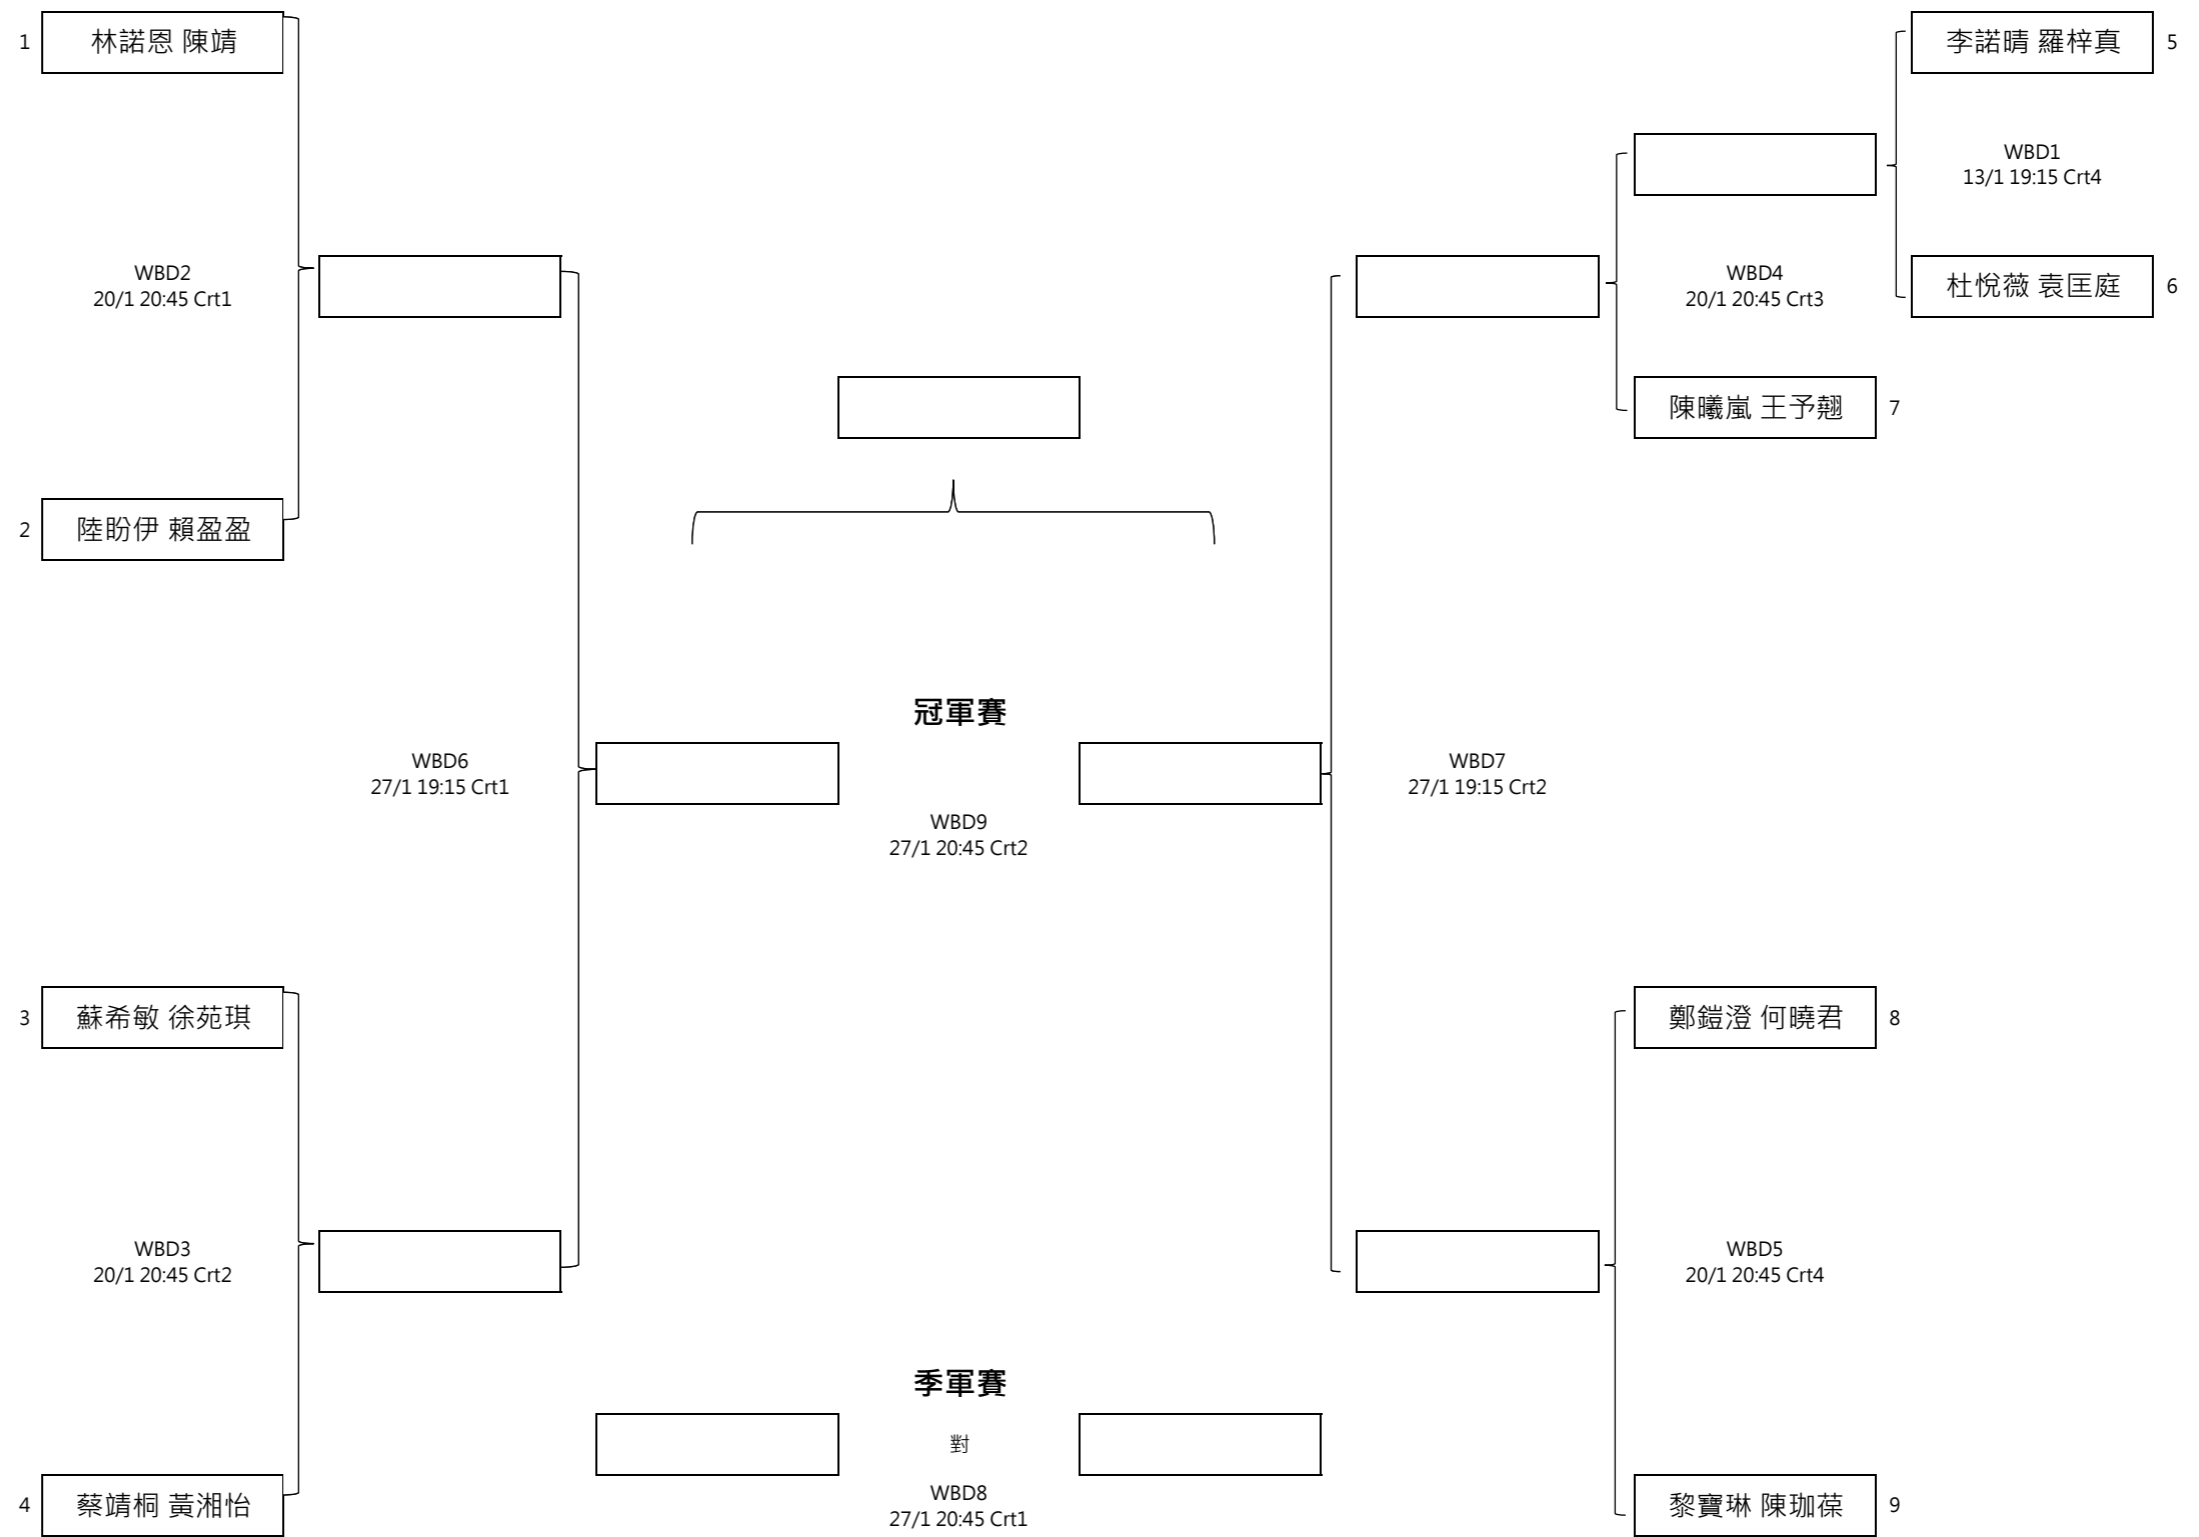 1 林諾恩 陳靖
李諾晴 羅梓真 5
WBD1
13/1 19:15 Crt4
WBD2
20/1 20:45 Crt1
WBD4
20/1 20:45 Crt3
杜悅薇 袁匡庭 6
陳曦嵐 王予翹 7
2 陸盼伊 賴盈盈
冠軍賽
WBD6
27/1 19:15 Crt1
WBD7
27/1 19:15 Crt2
WBD9
27/1 20:45 Crt2
3 蘇希敏 徐苑琪
鄭鎧澄 何曉君 8
WBD3
20/1 20:45 Crt2
WBD5
20/1 20:45 Crt4
季軍賽
對
WBD8
27/1 20:45 Crt1
4 蔡靖桐 黃湘怡
黎寶琳 陳珈葆 9